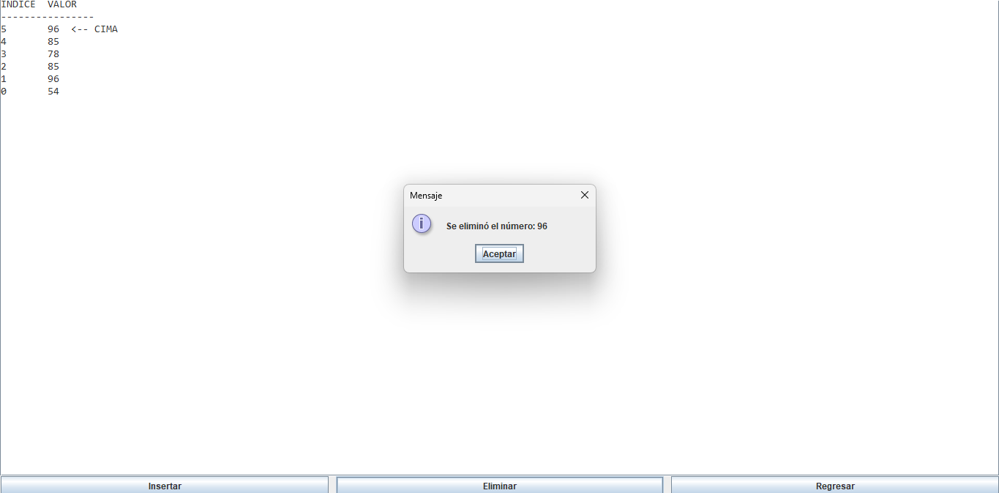 INDICE  VALOR
----------------
5       96  <-- CIMA
4       85
3       78
2       85
1       96
0       54
Mensaje
Se eliminó el número: 96
Aceptar
Insertar
Eliminar
Regresar